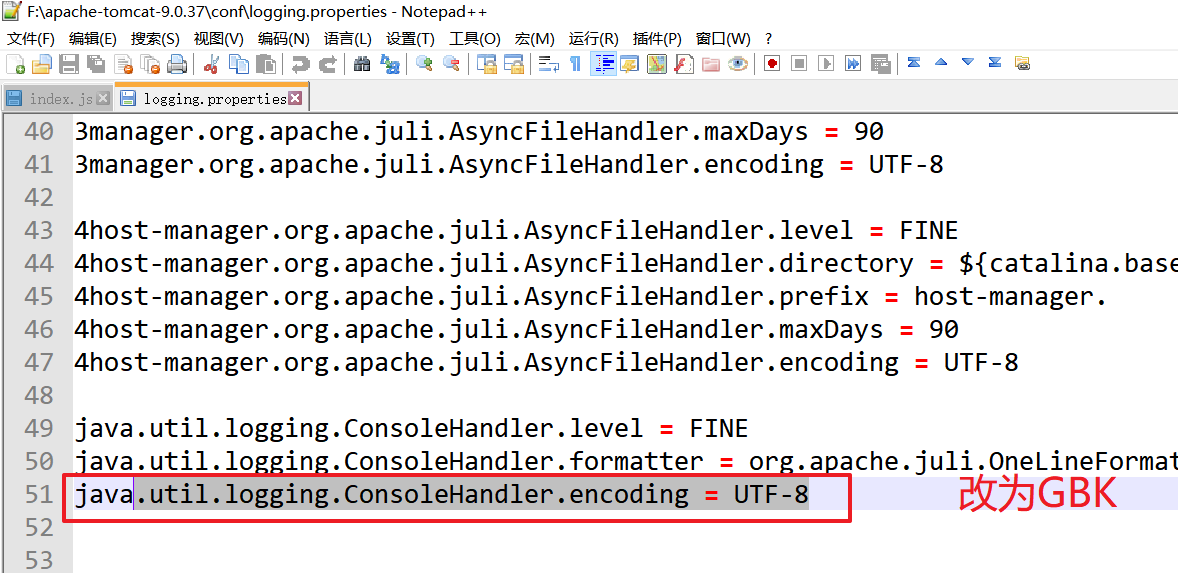 F:\apache-tomcat-9.0.37\conf\logging.properties - Notepad++
文件(F) 编辑(E) 搜索(S) 视图(V) 编码(N) 语言(L) 设置(T) 工具(O) 宏(M) 运行(R) 插件(P) 窗口(W) ?
index.js logging.properties
40 3manager.org.apache.juli.AsyncFileHandler.maxDays = 90
41 3manager.org.apache.juli.AsyncFileHandler.encoding = UTF-8
42
43 4host-manager.org.apache.juli.AsyncFileHandler.level = FINE
44 4host-manager.org.apache.juli.AsyncFileHandler.directory = ${catalina.base
45 4host-manager.org.apache.juli.AsyncFileHandler.prefix = host-manager.
46 4host-manager.org.apache.juli.AsyncFileHandler.maxDays = 90
47 4host-manager.org.apache.juli.AsyncFileHandler.encoding = UTF-8
48
49 java.util.logging.ConsoleHandler.level = FINE
50 java.util.logging.ConsoleHandler.formatter = org.apache.juli.OneLineFormat
51 java.util.logging.ConsoleHandler.encoding = UTF-8 改为GBK
52
53